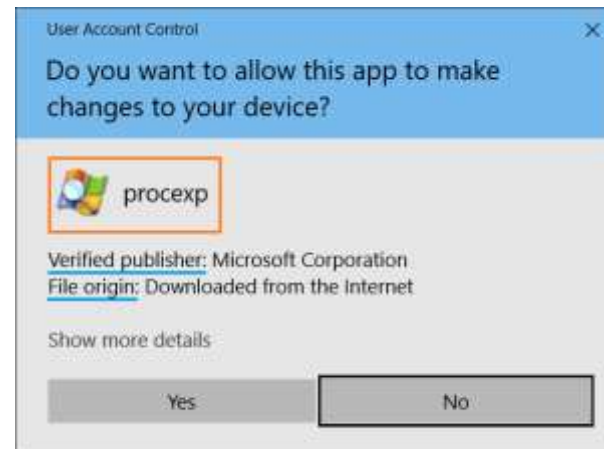 User Account Control
Do you want to allow this app to make
changes to your device?
procexp
Verified publisher: Microsoft Corporation
File origin: Downloaded from the Internet
Show more details
Yes
No